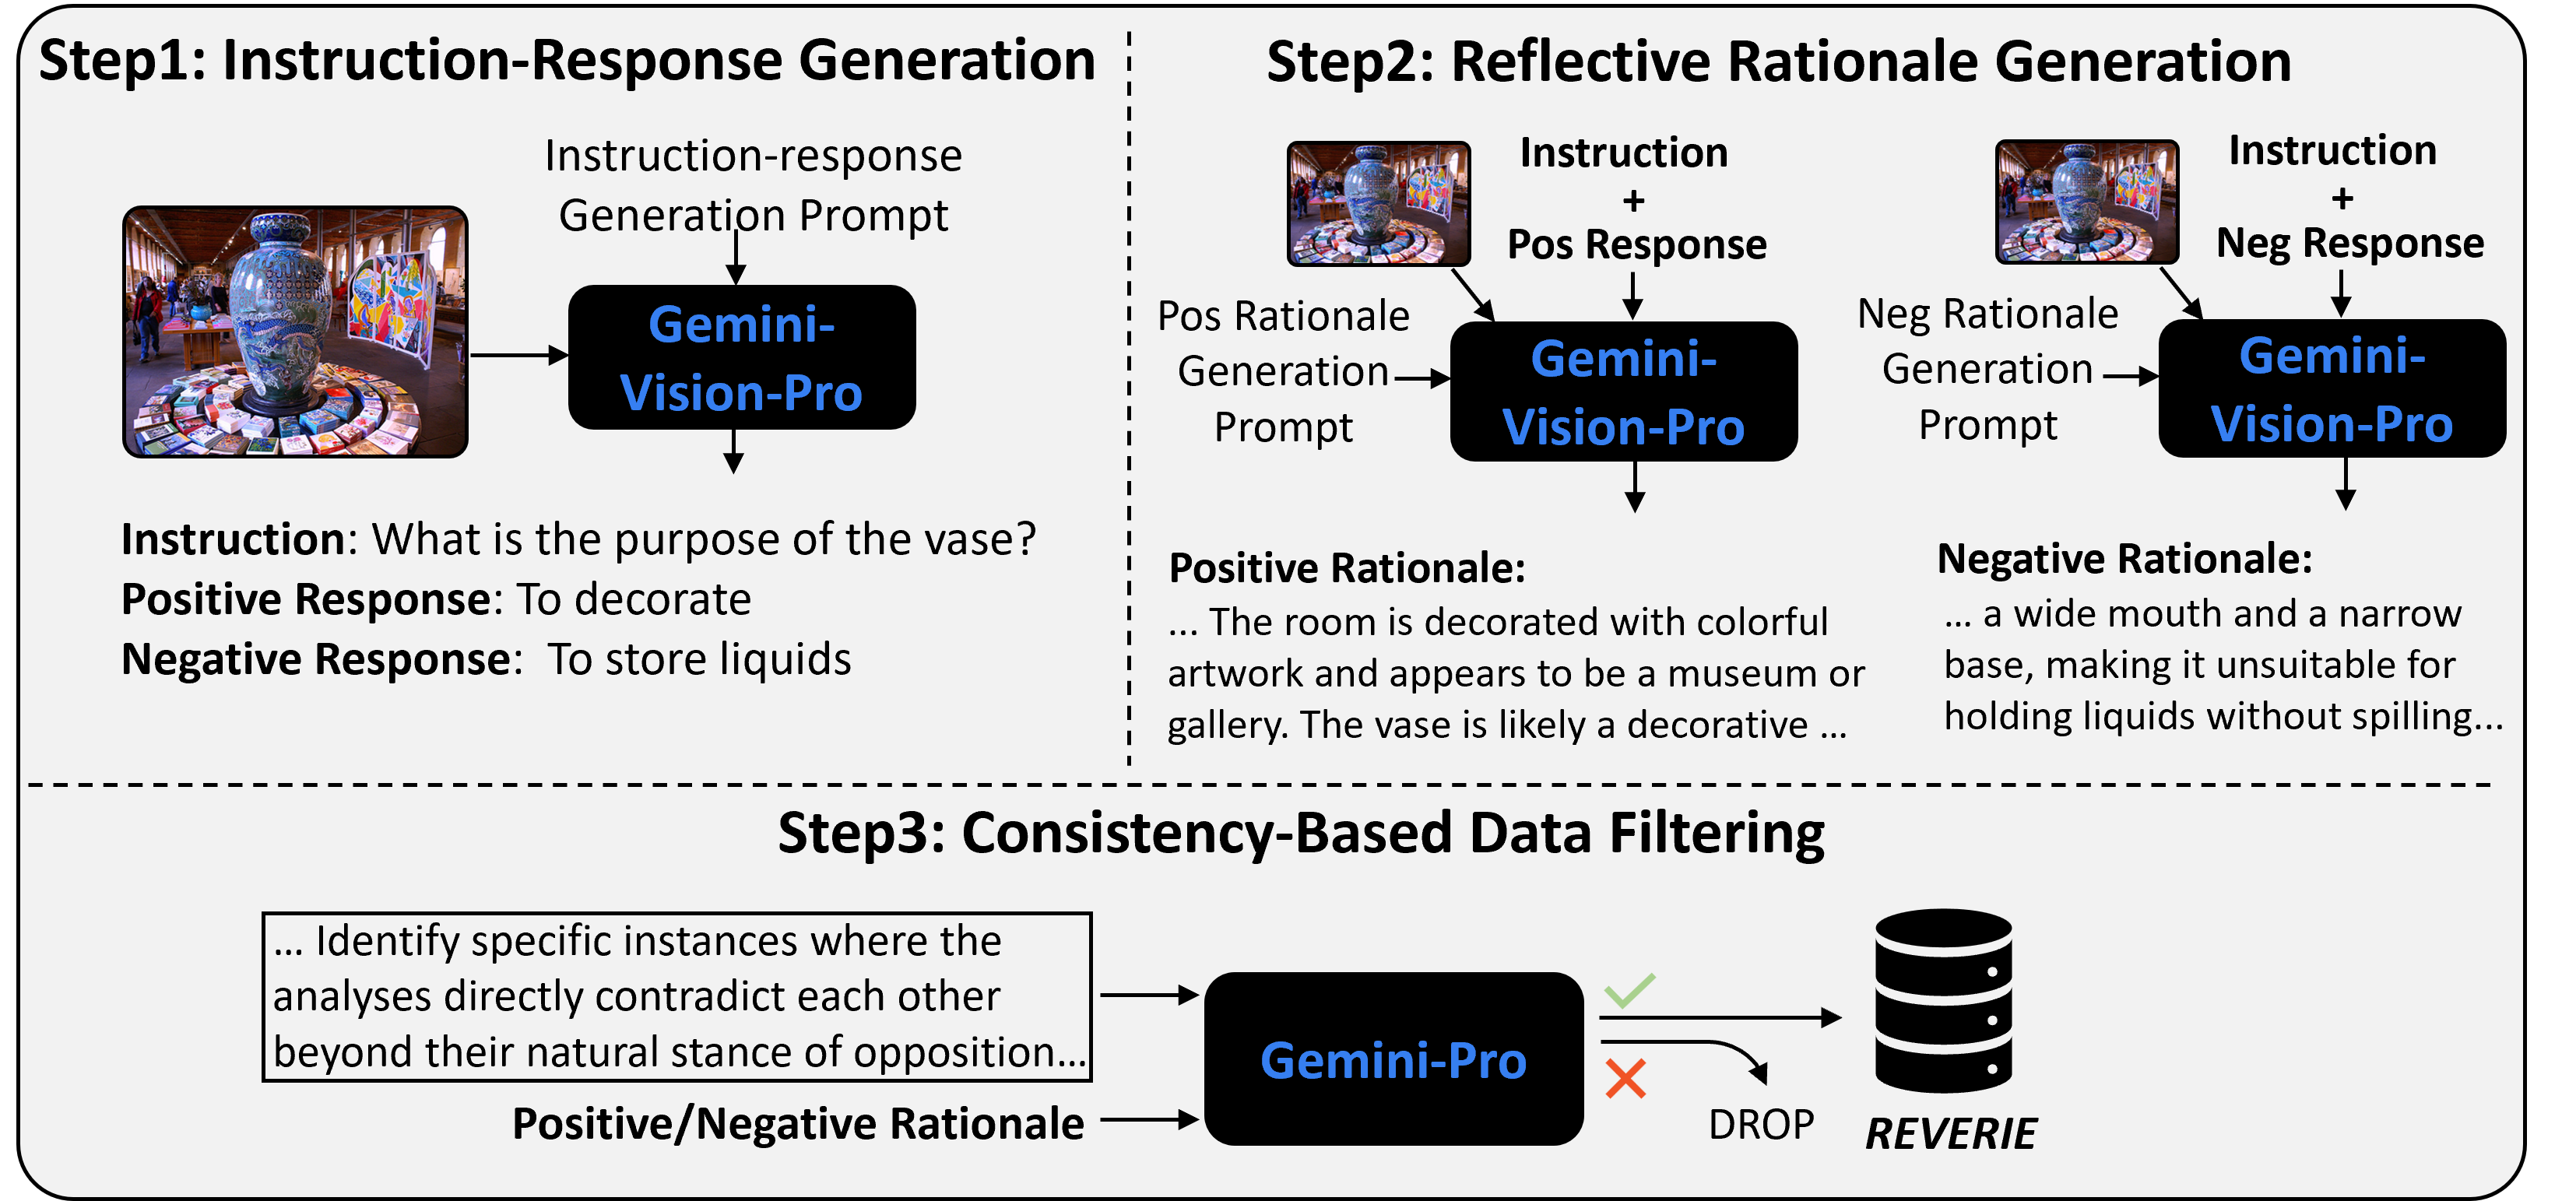 Step1: Instruction-Response Generation
Instruction-response
Generation Prompt
Gemini-
Vision-Pro
Instruction: What is the purpose of the vase?
Positive Response: To decorate
Negative Response: To store liquids
Step2: Reflective Rationale Generation
Instruction
+
Pos Response
Pos Rationale
Generation
Prompt
Gemini-
Vision-Pro
Positive Rationale:
... The room is decorated with colorful
artwork and appears to be a museum or
gallery. The vase is likely a decorative ...
Instruction
+
Neg Response
Neg Rationale
Generation
Prompt
Gemini-
Vision-Pro
Negative Rationale:
... a wide mouth and a narrow
base, making it unsuitable for
holding liquids without spilling...
Step3: Consistency-Based Data Filtering
... Identify specific instances where the
analyses directly contradict each other
beyond their natural stance of opposition...
Positive/Negative Rationale
Gemini-Pro
DROP
REVERIE